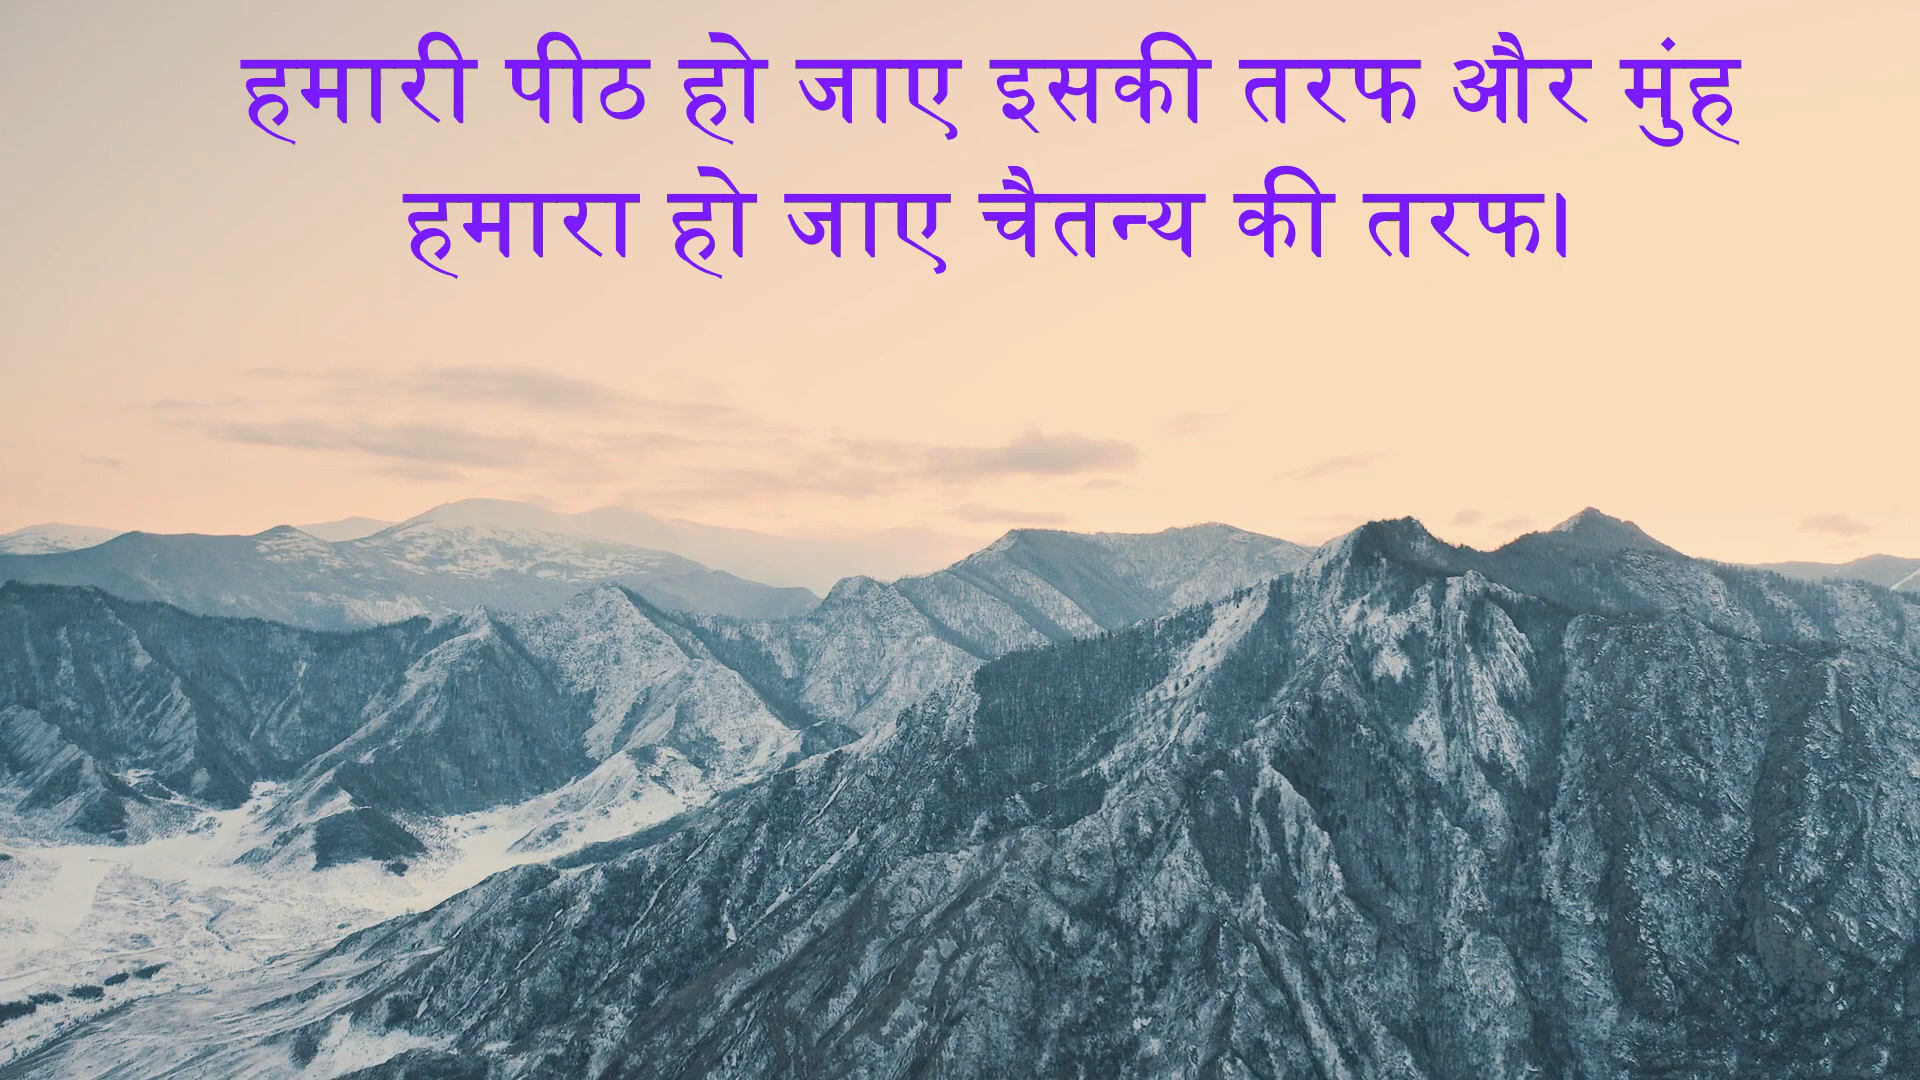 हमारी पीठ हो जाए इसकी तरफ और मुंह
हमारा हो जाए चैतन्य की तरफ।